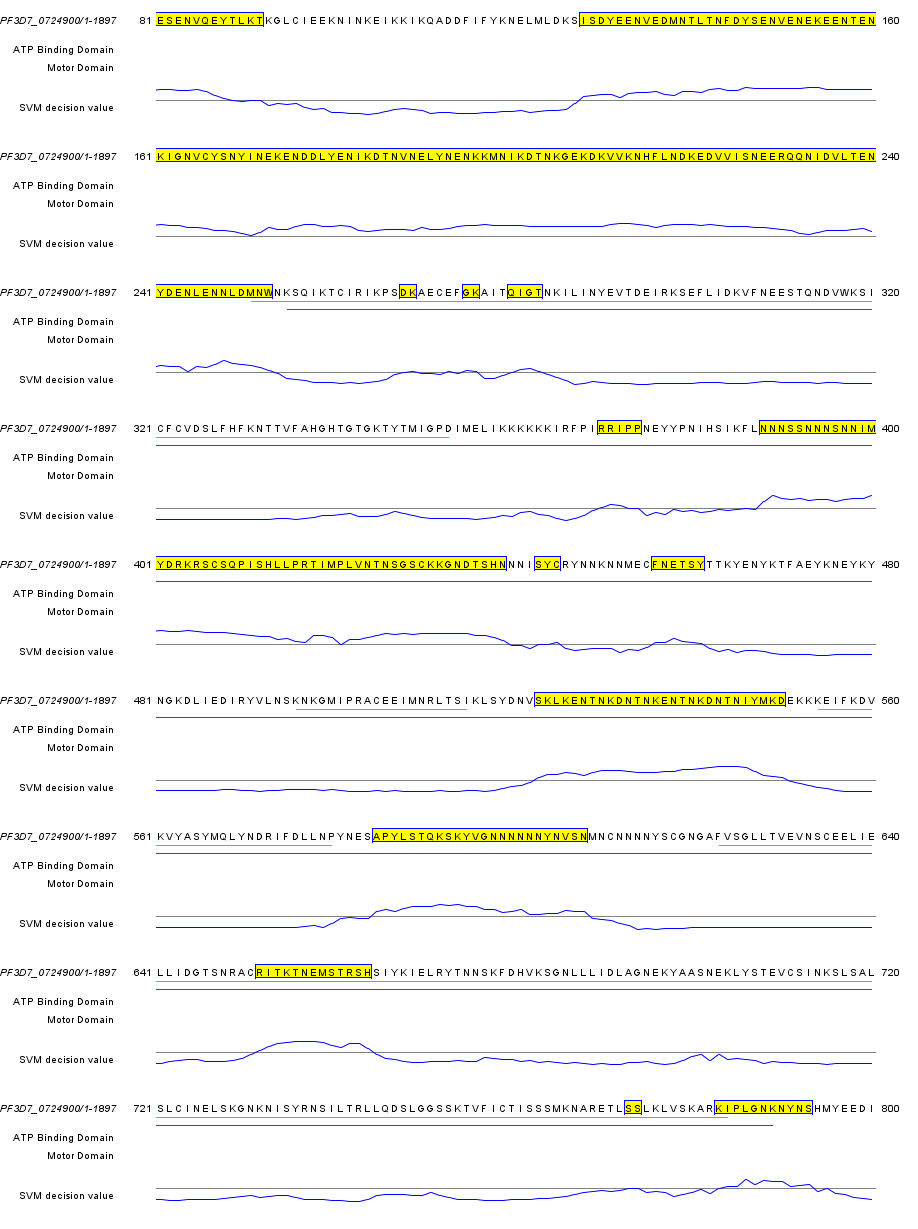 PF3D7_0724900/1-1897 81 ESENVQEYTLKTKGLCIEEKNINKEIKKIKQADDFIFYKNELMLDKSISDYEENVEDMNTLTNFDYSENVENEKEENTEN 160
ATP Binding Domain
Motor Domain
SVM decision value
PF3D7_0724900/1-1897 161 KIGNVCYSNYINEKENDDLYENIKDTNVNELYNENKKMNIKDTNKGEKDKVVKNHFLNDKEDVVISNEERQQNIDVLTEN 240
ATP Binding Domain
Motor Domain
SVM decision value
PF3D7_0724900/1-1897 241 YDENLENNLDMNWNKSQIKTCIRIKPSDKAECEFGKAITQIGTNKILINYEVTDEIRKSEFLIDKVFNEESTQNDVWKSI 320
ATP Binding Domain
Motor Domain
SVM decision value
PF3D7_0724900/1-1897 321 CFCVDSLFHFKNTTVFAHGHTGTGKTYTMIGPDIMELIKKKKKKIRFPIRRIPPNEYYPNIHSIKFLNNNSSNNNSNNIM 400
ATP Binding Domain
Motor Domain
SVM decision value
PF3D7_0724900/1-1897 401 YDRKRSCSQPISHLLPRTIMPLVNTNSGSCKKGNDTSHNNNISYCRYNNKNNMECFNETSYTTKYENYKTFAEYKNEYKY 480
ATP Binding Domain
Motor Domain
SVM decision value
PF3D7_0724900/1-1897 481 NGKDLIEDIRYVLNSKNKGMIPRACEEIMNRLTSIKLSYDNVSKLKENTNKDNTNKENTNKDNTNIYMKDEKKKEIFKDV 560
ATP Binding Domain
Motor Domain
SVM decision value
PF3D7_0724900/1-1897 561 KVYASYMQLYNDRIFDLLNPYNESAPYLSTQKSKYVGNNNNNNYNVSNMNCNNNNYSCGNGAFVSGLLTVEVNSCEELIE 640
ATP Binding Domain
Motor Domain
SVM decision value
PF3D7_0724900/1-1897 641 LLIDGTSNRACRITKTNEMSTRSHSIYKIELRYTNNSKFDHVKSGNLLLIDLAGNEKYAASNEKLYSTEVCSINKSLSAL 720
ATP Binding Domain
Motor Domain
SVM decision value
PF3D7_0724900/1-1897 721 SLCINELSKGNKNISYRNSILTRLLQDSLGGSSKTVFICTISSSMKNARETLSSLKLVSKARKIPLGNKNYNSHMYEEDI 800
ATP Binding Domain
Motor Domain
SVM decision value